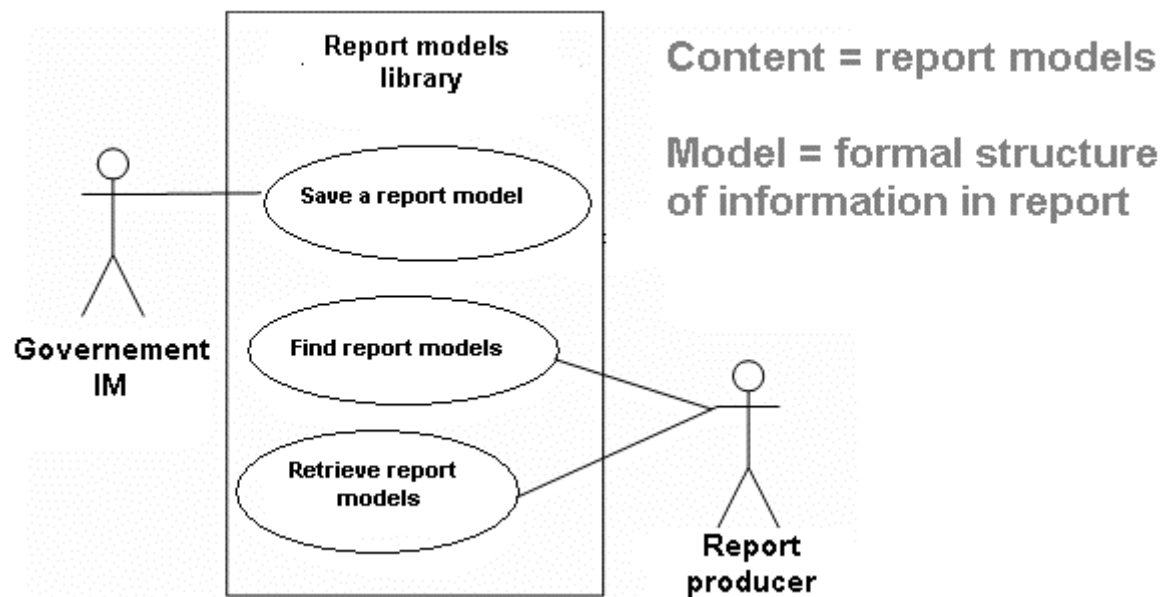 Report models
library
Content = report models
Model = formal structure
of information in report
Save a report model
Find report models
Governement
IM
Retrieve report
models
Report
producer